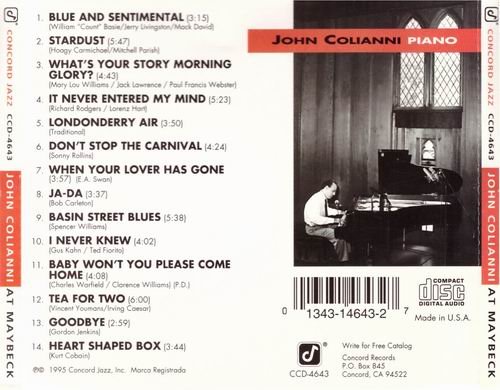 1. BLUE AND SENTIMENTAL (3:15)
(William "Count" Basie/Jerry Livingston/Mack David)
2. STARDUST (5:47)
(Hoagy Carmichael/Mitchell Parish)
3. WHAT'S YOUR STORY MORNING
GLORY? (4:43)
(Mary Lou Williams / Jack Lawrence / Paul Francis Webster)
4. IT NEVER ENTERED MY MIND (5:23)
(Richard Rodgers / Lorenz Hart)
5. LONDONDERRY AIR (3:50)
(Traditional)
6. DON'T STOP THE CARNIVAL (4:24)
(Sonny Rollins)
7. WHEN YOUR LOVER HAS GONE
(3:57) (E.A. Swan)
8. JA-DA (3:37)
(Bob Carleton)
9. BASIN STREET BLUES (5:38)
(Spencer Williams)
10. I NEVER KNEW (4:02)
(Gus Kahn / Ted Fiorito)
11. BABY WON'T YOU PLEASE COME
HOME (4:08)
(Charles Warfield / Clarence Williams) (P.D.)
12. TEA FOR TWO (6:00)
(Vincent Youmans/Irving Caesar)
13. GOODBYE (2:59)
(Gordon Jenkins)
14. HEART SHAPED BOX (3:44)
(Kurt Cobain)
℗© 1995 Concord Jazz, Inc. Marca Registrada
JOHN COLIANNI PIANO
0 13431-4643-2 7
COMPACT
disc
DIGITAL AUDIO
Made in U.S.A.
CCD-4643
Write for Free Catalog
Concord Records
P.O. Box 845
Concord, CA 94522
CONCORD JAZZ CCD-4643 JOHN COLIANNI AT MAYBECK
CONCORD JAZZ CCD-4643 JOHN COLIANNI AT MAYBECK